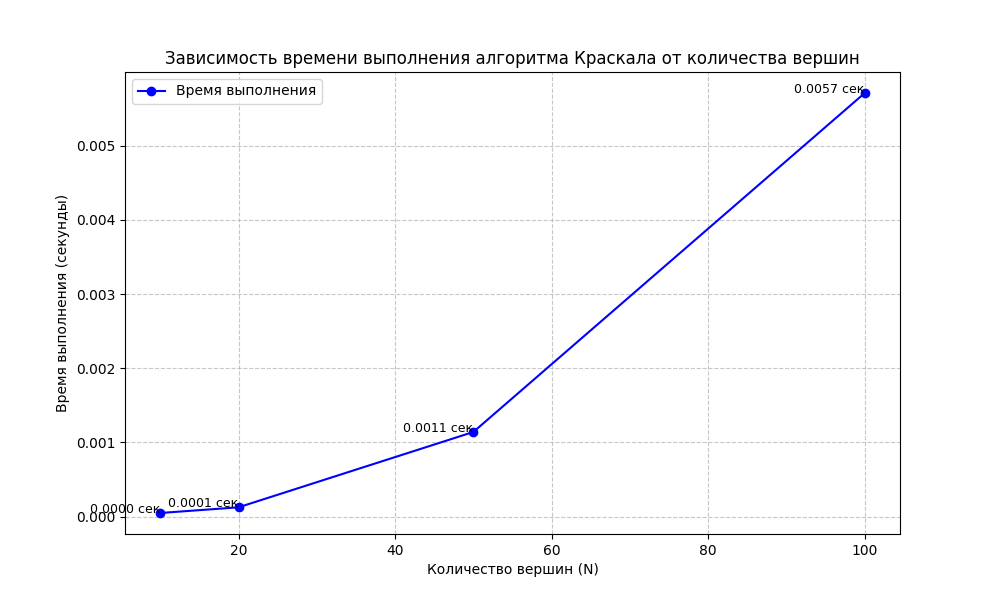 Зависимость времени выполнения алгоритма Краскала от количества вершин
Время выполнения
0.0057 сек
0.005
0.004
0.003
0.002
0.001
0.000
0.0011 сек
0.0001 сек
0.0000 сек
Время выполнения (секунды)
20 40 60 80 100
Количество вершин (N)